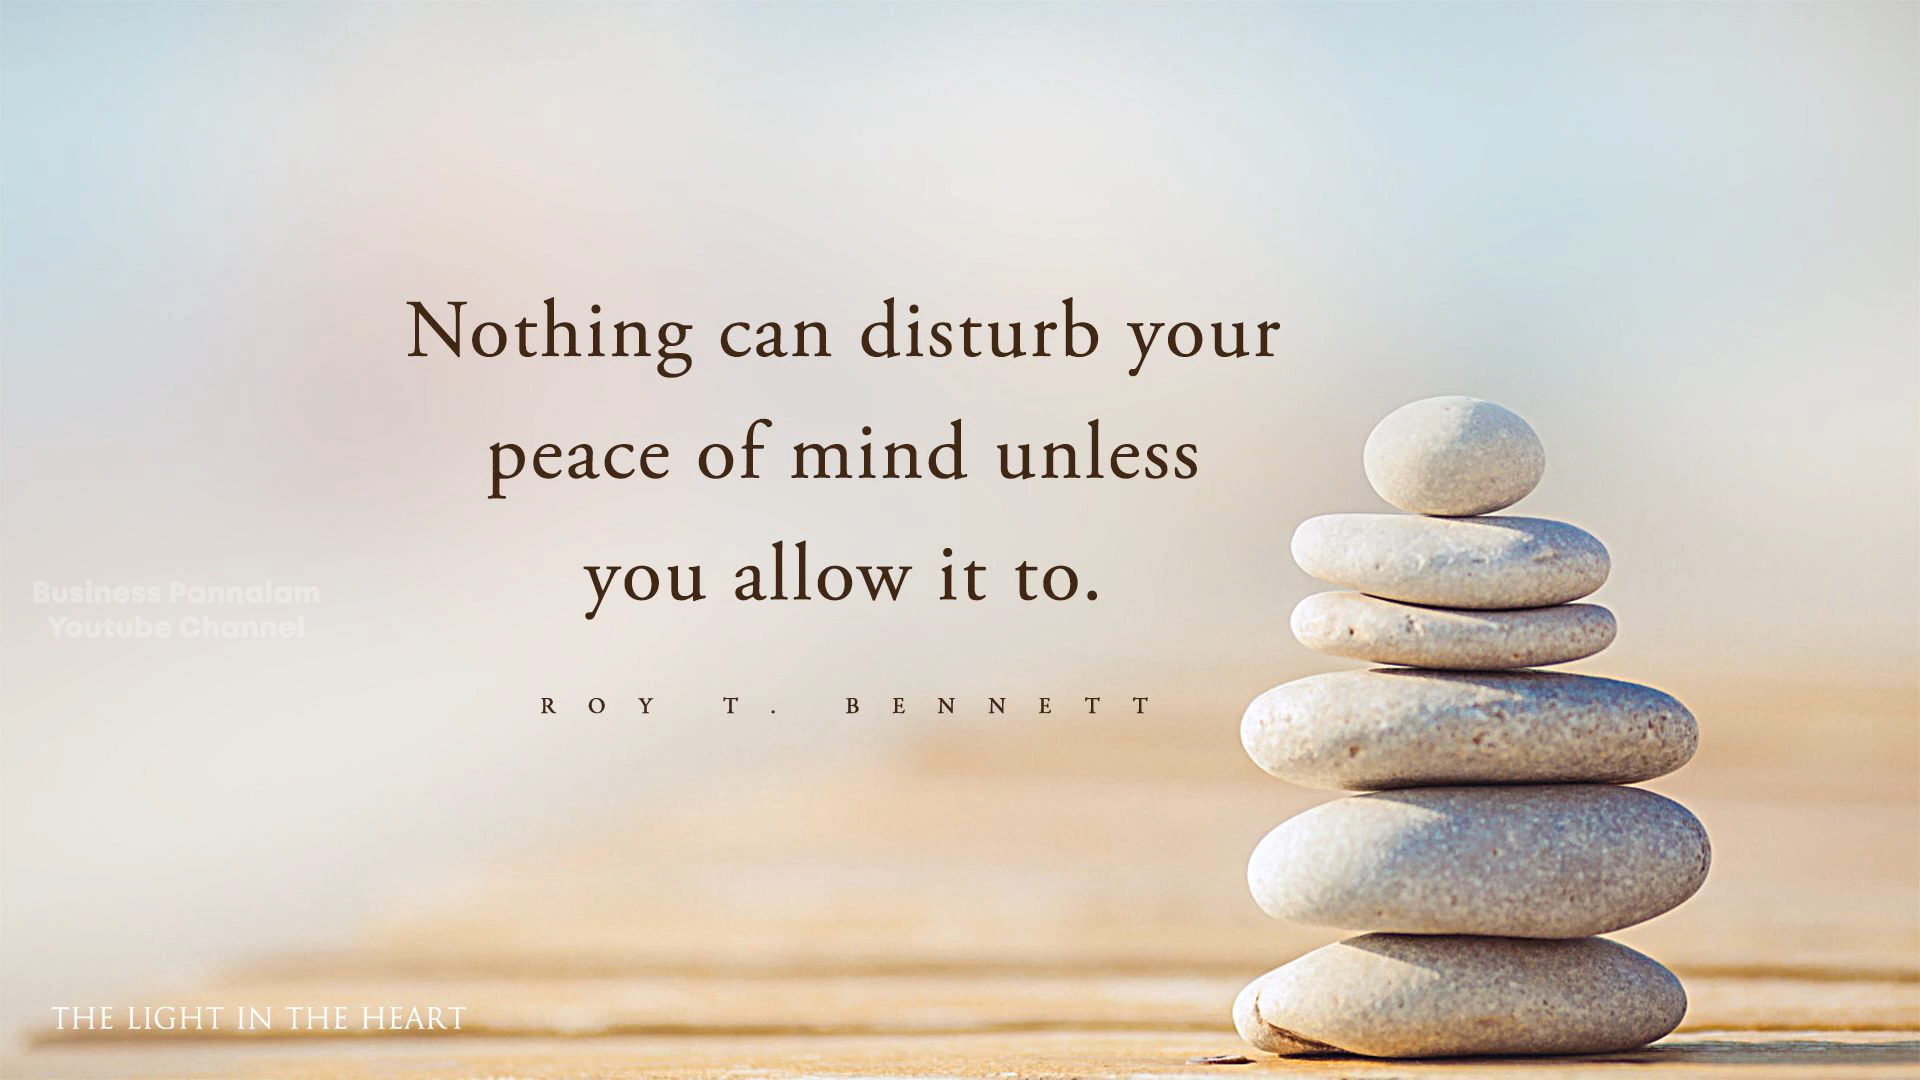 Nothing can disturb your
peace of mind unless
you allow it to.
ROY T. BENNETT
Business Pannalam
Youtube Channel
THE LIGHT IN THE HEART